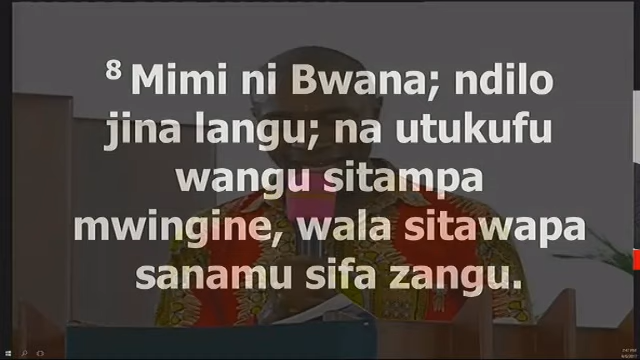 8 Mimi ni Bwana; ndilo
jina langu; na utukufu
wangu sitampa
mwingine, wala sitawapa
sanamu sifa zangu.